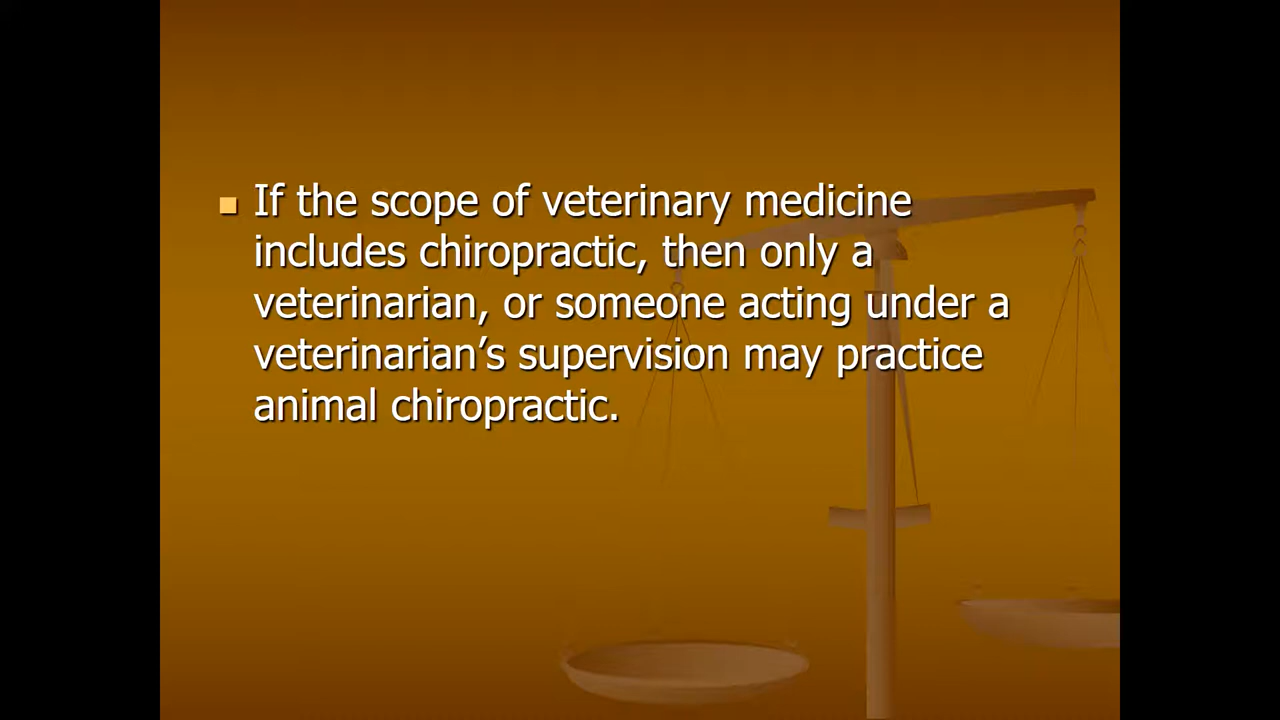 If the scope of veterinary medicine
includes chiropractic, then only a
veterinarian, or someone acting under a
veterinarian’s supervision may practice
animal chiropractic.